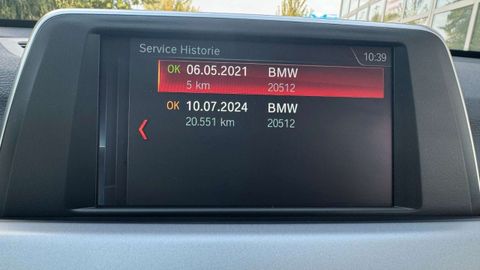 Service Historie 10:39
OK 06.05.2021 BMW
5 km 20512
OK 10.07.2024 BMW
20.551 km 20512